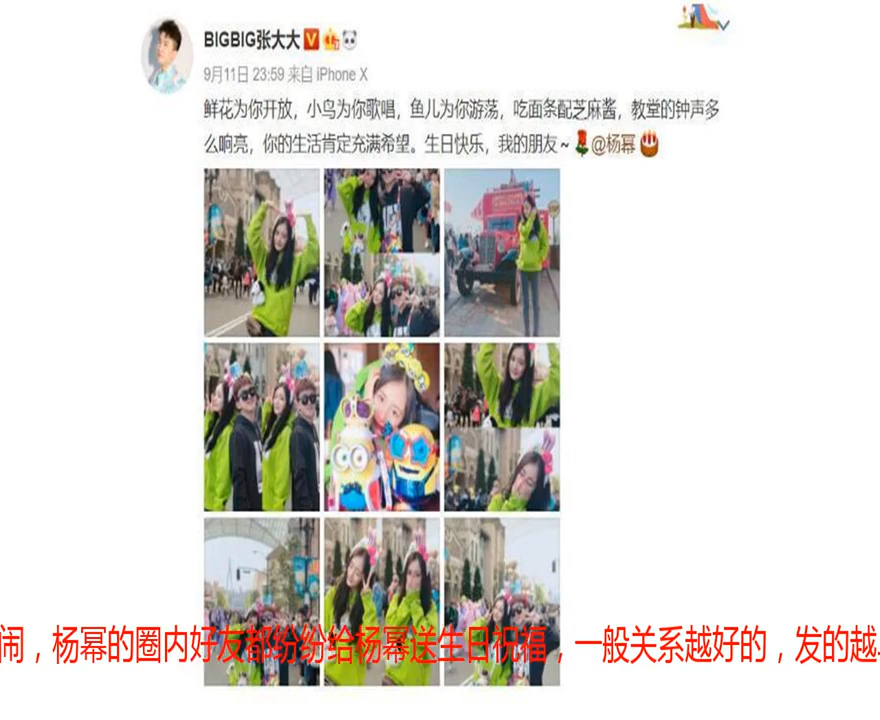 BIGBIG张大大
9月11日 23:59 来自 iPhone X
鲜花为你开放，小鸟为你歌唱，鱼儿为你游荡，吃面条配芝麻酱，教堂的钟声多
么响亮，你的生活肯定充满希望。生日快乐，我的朋友~ @杨幂
闹，杨幂的圈内好友都纷纷给杨幂送生日祝福，一般关系越好的，发的越